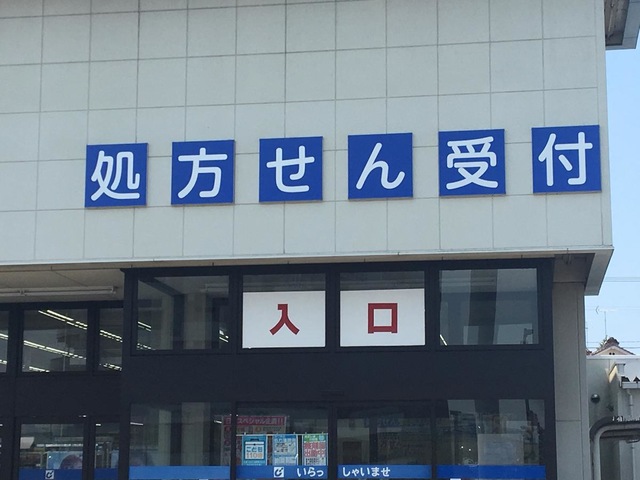 処方せん受付
入口
いらっしゃいませ